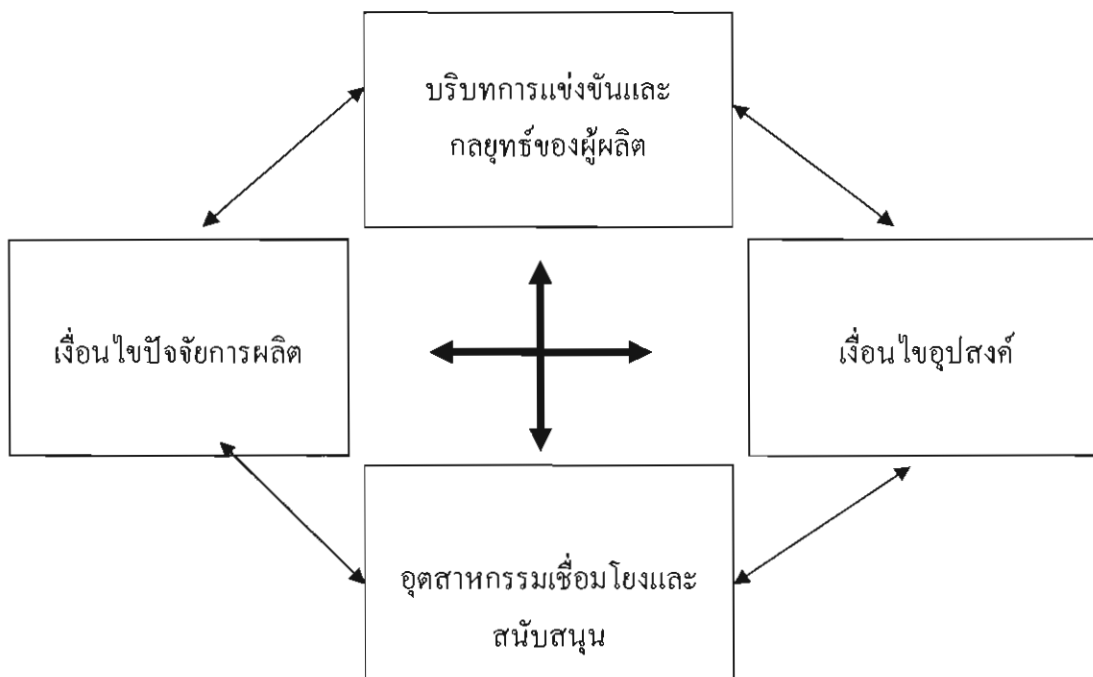 บริบทการแข่งขันและ
กลยุทธ์ของผู้ผลิต
เงื่อนไขปัจจัยการผลิต
เงื่อนไขอุปสงค์
อุตสาหกรรมเชื่อมโยงและ
สนับสนุน